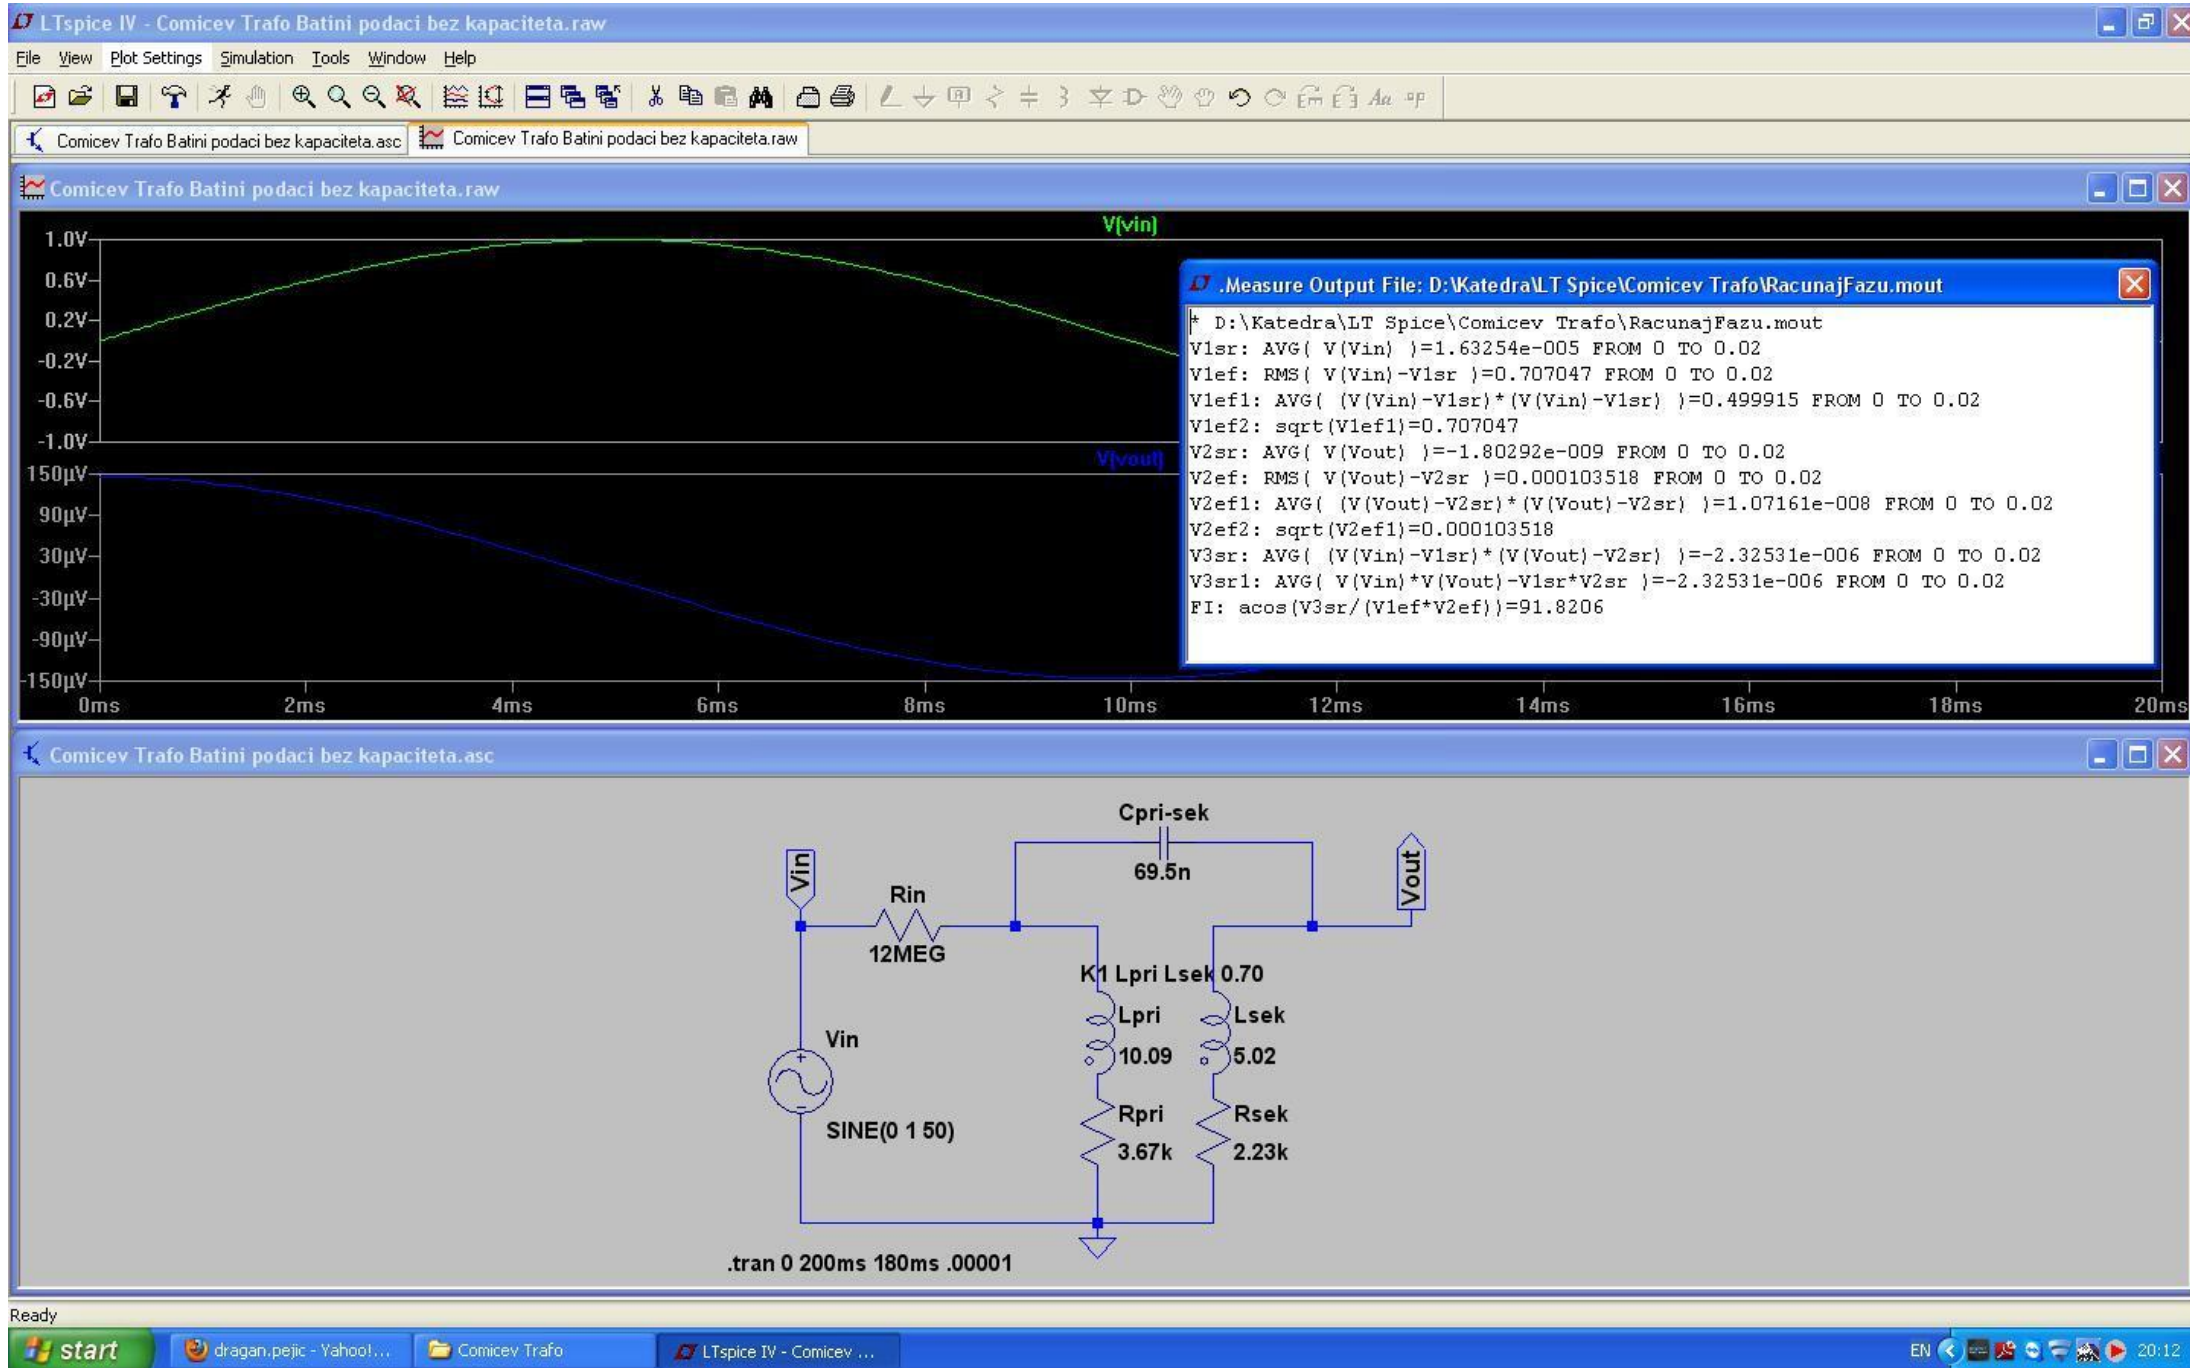 LTspice IV - Comicev Trafo Batini podaci bez kapaciteta.raw
File View Plot Settings Simulation Tools Window Help
Comicev Trafo Batini podaci bez kapaciteta.asc Comicev Trafo Batini podaci bez kapaciteta.raw
Comicev Trafo Batini podaci bez kapaciteta.raw
V(vin)
1.0V
0.6V
0.2V
-0.2V
-0.6V
-1.0V
V(vout)
150µV
90µV
30µV
-30µV
-90µV
-150µV
0ms 2ms 4ms 6ms 8ms 10ms 12ms 14ms 16ms 18ms 20ms
.Measure Output File: D:\Katedra\LT Spice\Comicev Trafo\RacunajFazu.mout
* D:\Katedra\LT Spice\Comicev Trafo\RacunajFazu.mout
V1sr: AVG( V(Vin) )=1.63254e-005 FROM 0 TO 0.02
V1ef: RMS( V(Vin)-V1sr )=0.707047 FROM 0 TO 0.02
V1ef1: AVG( (V(Vin)-V1sr)*(V(Vin)-V1sr) )=0.499915 FROM 0 TO 0.02
V1ef2: sqrt(V1ef1)=0.707047
V2sr: AVG( V(Vout) )=-1.80292e-009 FROM 0 TO 0.02
V2ef: RMS( V(Vout)-V2sr )=0.000103518 FROM 0 TO 0.02
V2ef1: AVG( (V(Vout)-V2sr)*(V(Vout)-V2sr) )=1.07161e-008 FROM 0 TO 0.02
V2ef2: sqrt(V2ef1)=0.000103518
V3sr: AVG( (V(Vin)-V1sr)*(V(Vout)-V2sr) )=-2.32531e-006 FROM 0 TO 0.02
V3sr1: AVG( V(Vin)*V(Vout)-V1sr*V2sr )=-2.32531e-006 FROM 0 TO 0.02
FI: acos(V3sr/(V1ef*V2ef))=91.8206
Comicev Trafo Batini podaci bez kapaciteta.asc
Cpri-sek
69.5n
Vin
Vout
Rin
12MEG
K1 Lpri Lsek 0.70
Lpri
10.09
Lsek
5.02
Vin
SINE(0 1 50)
Rpri
3.67k
Rsek
2.23k
.tran 0 200ms 180ms .00001
Ready
start dragan.pejic - Yahoo!... Comicev Trafo LTspice IV - Comicev ... EN 20:12